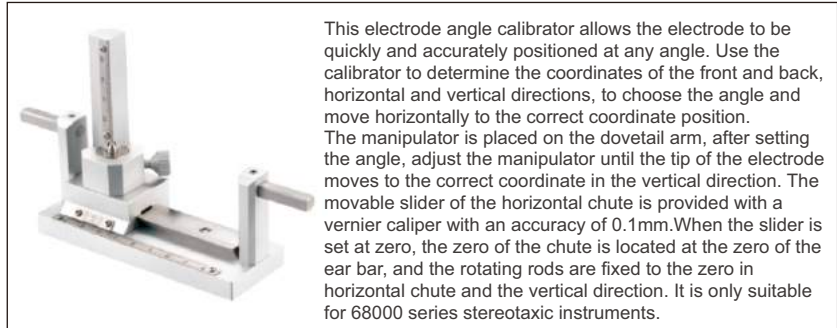 This electrode angle calibrator allows the electrode to be
quickly and accurately positioned at any angle. Use the
calibrator to determine the coordinates of the front and back,
horizontal and vertical directions, to choose the angle and
move horizontally to the correct coordinate position.
The manipulator is placed on the dovetail arm, after setting
the angle, adjust the manipulator until the tip of the electrode
moves to the correct coordinate in the vertical direction. The
movable slider of the horizontal chute is provided with a
vernier caliper with an accuracy of 0.1mm.When the slider is
set at zero, the zero of the chute is located at the zero of the
ear bar, and the rotating rods are fixed to the zero in
horizontal chute and the vertical direction. It is only suitable
for 68000 series stereotaxic instruments.